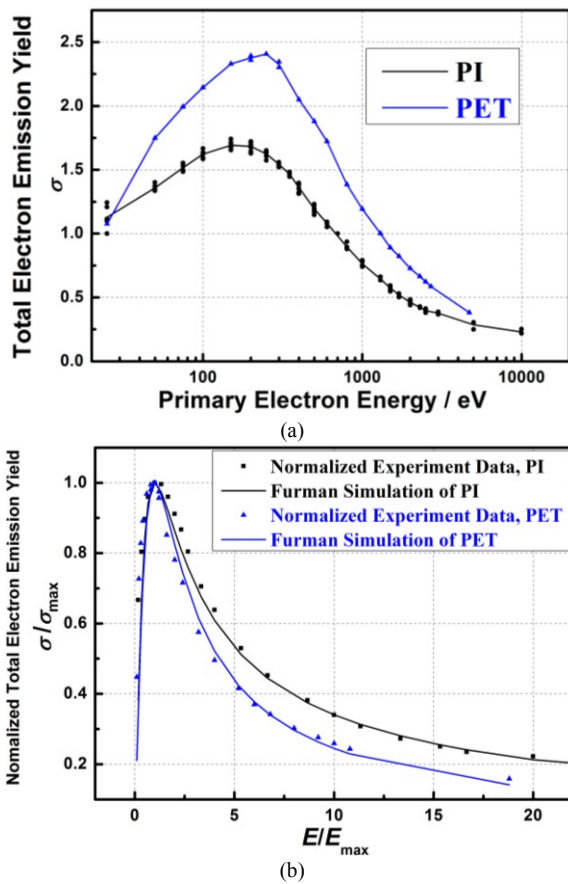 2.5
2.0
1.5
1.0
0.5
0.0
Total Electron Emission Yield
σ
PI
PET
100
1000
10000
Primary Electron Energy / eV
(a)
1.0
0.8
0.6
0.4
0.2
Nomalized Total Electron Emission Yield
σ/σmax
Normalized Experiment Data, PI
Furman Simulation of PI
Normalized Experiment Data, PET
Furman Simulation of PET
0
5
10
15
20
E/Emax
(b)